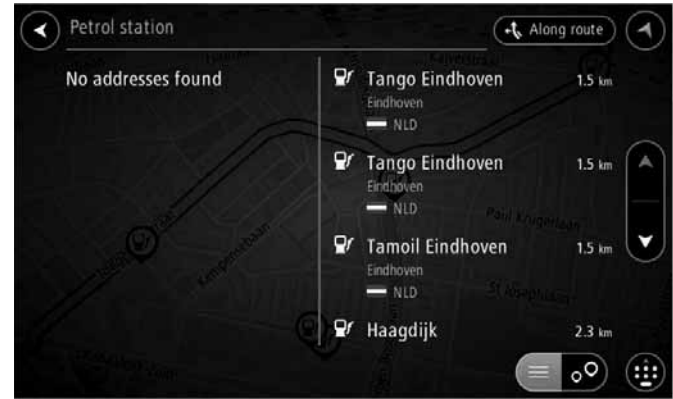 Petrol station
Along route
No addresses found
Tango Eindhoven
1.5 km
Eindhoven
NLD
Tango Eindhoven
1.5 km
Eindhoven
NLD
Tamoil Eindhoven
1.5 km
Eindhoven
NLD
Haagdijk
2.3 km
Paul Krugerlaan
Kempensebaan